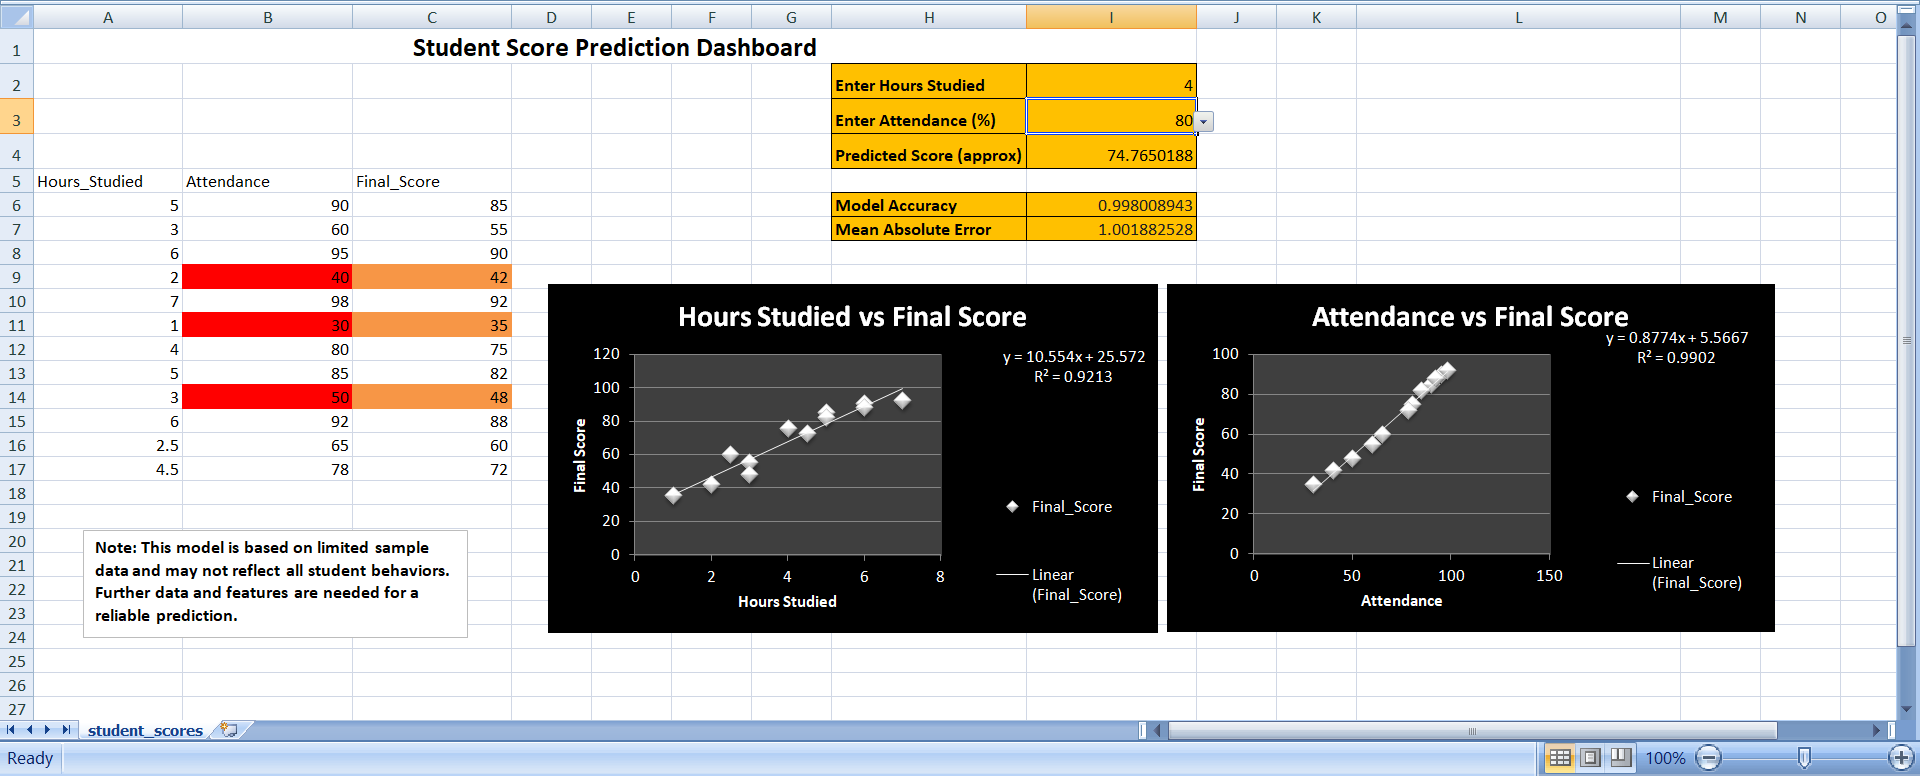 A B C D E F G H I J K L M N O
1 Student Score Prediction Dashboard
2 Enter Hours Studied 4
3 Enter Attendance (%) 80
4 Predicted Score (approx) 74.7650188
5 Hours_Studied Attendance Final_Score
6 5 90 85 Model Accuracy 0.998008943
7 3 60 55 Mean Absolute Error 1.001882528
8 6 95 90
9 2 40 42
10 7 98 92
11 1 30 35
12 4 80 75
13 5 85 82
14 3 50 48
15 6 92 88
16 2.5 65 60
17 4.5 78 72
18
19
20
21
22
23
24
25
26
27
Note: This model is based on limited sample
data and may not reflect all student behaviors.
Further data and features are needed for a
reliable prediction.
Hours Studied vs Final Score
y = 10.554x + 25.572
R² = 0.9213
120
100
80
60
40
20
0
Final Score
0 2 4 6 8
Hours Studied
Final_Score
Linear
(Final_Score)
Attendance vs Final Score
y = 0.8774x + 5.5667
R² = 0.9902
100
80
60
40
20
0
Final Score
0 50 100 150
Attendance
Final_Score
Linear
(Final_Score)
student_scores
Ready 100%